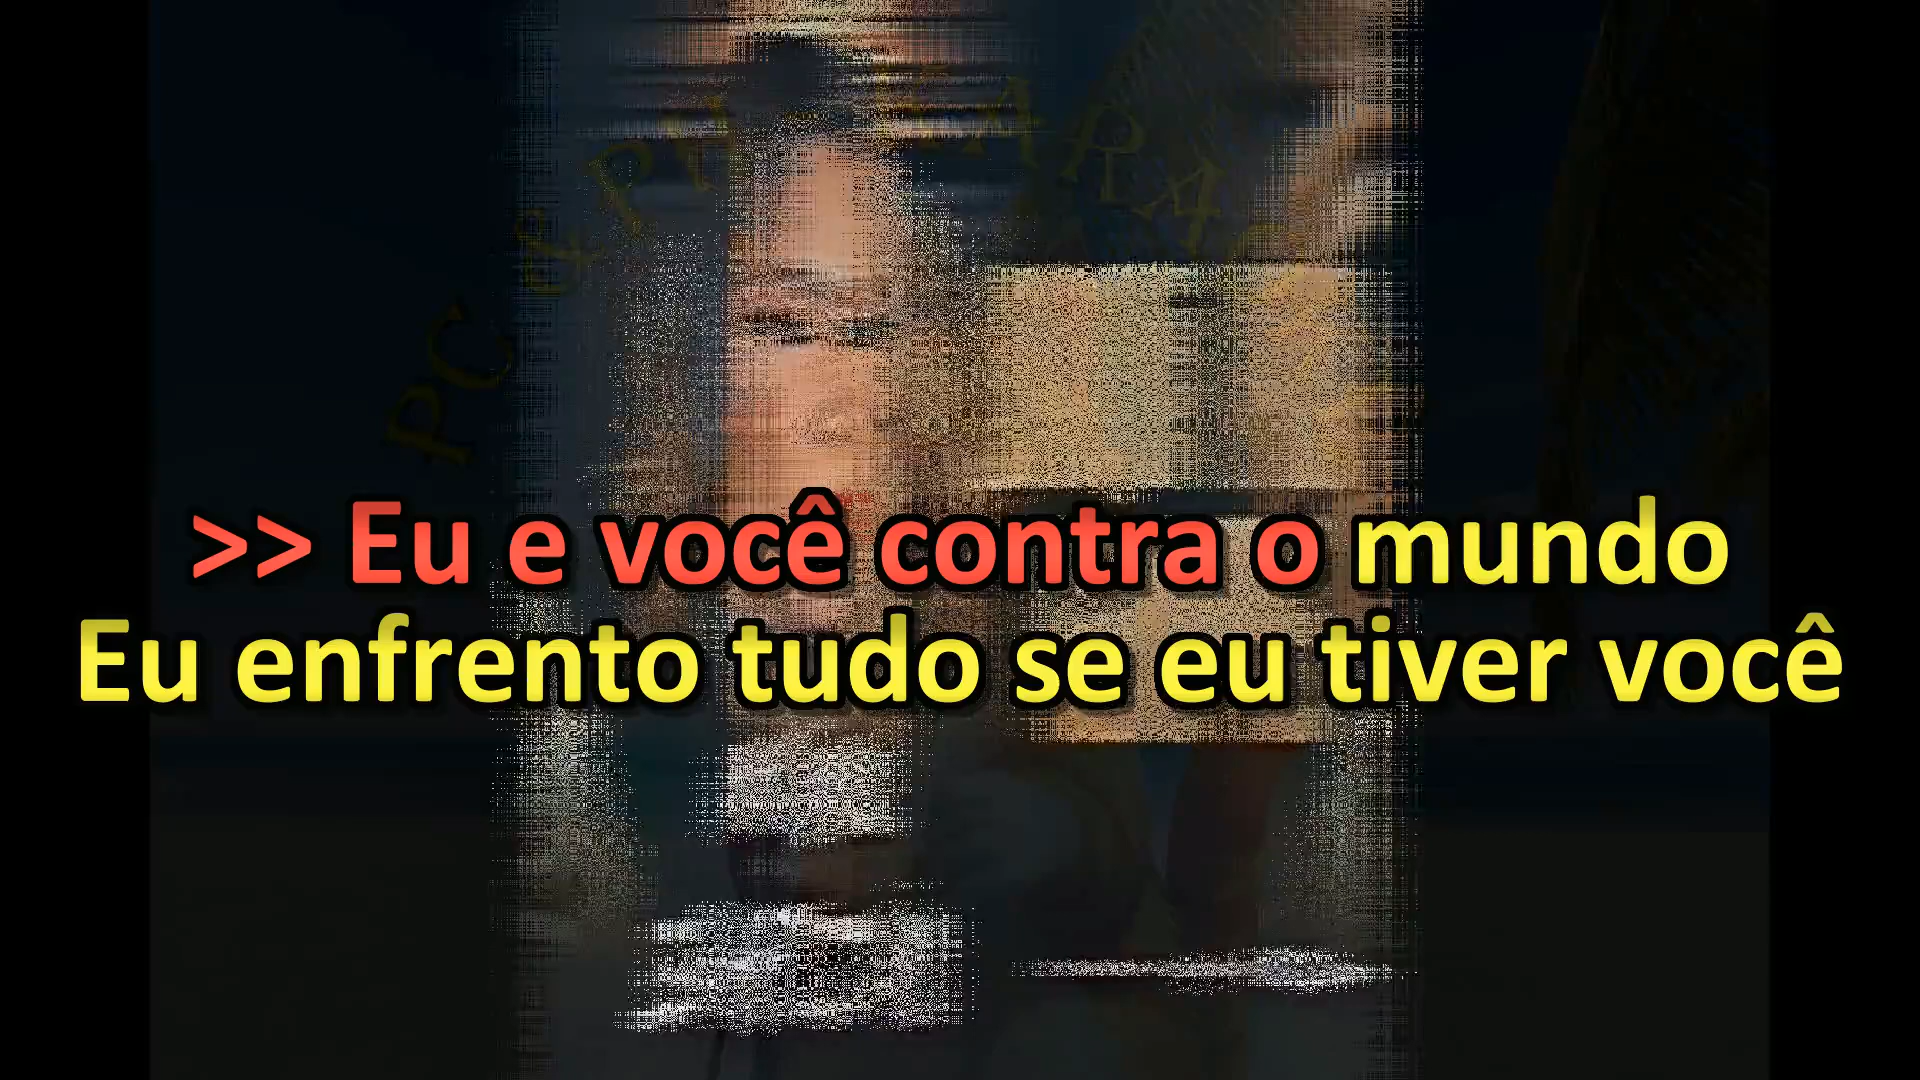 >> Eu e você contra o mundo
Eu enfrento tudo se eu tiver você